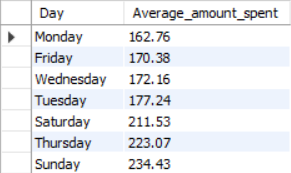 Day Average_amount_spent
Monday 162.76
Friday 170.38
Wednesday 172.16
Tuesday 177.24
Saturday 211.53
Thursday 223.07
Sunday 234.43